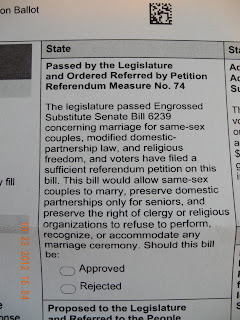 on Ballot
State
Sta
Passed by the Legislature
and Ordered Referred by Petition
Referendum Measure No. 74
The legislature passed Engrossed
Substitute Senate Bill 6239
concerning marriage for same-sex
couples, modified domestic-
partnership law, and religious
freedom, and voters have filed a
sufficient referendum petition on this
bill. This bill would allow same-sex
couples to marry, preserve domestic
partnerships only for seniors, and
preserve the right of clergy or religious
organizations to refuse to perform,
recognize, or accommodate any
marriage ceremony. Should this bill
be:
Approved
Rejected
Proposed to the Legislature
and Referred to the People
y fill